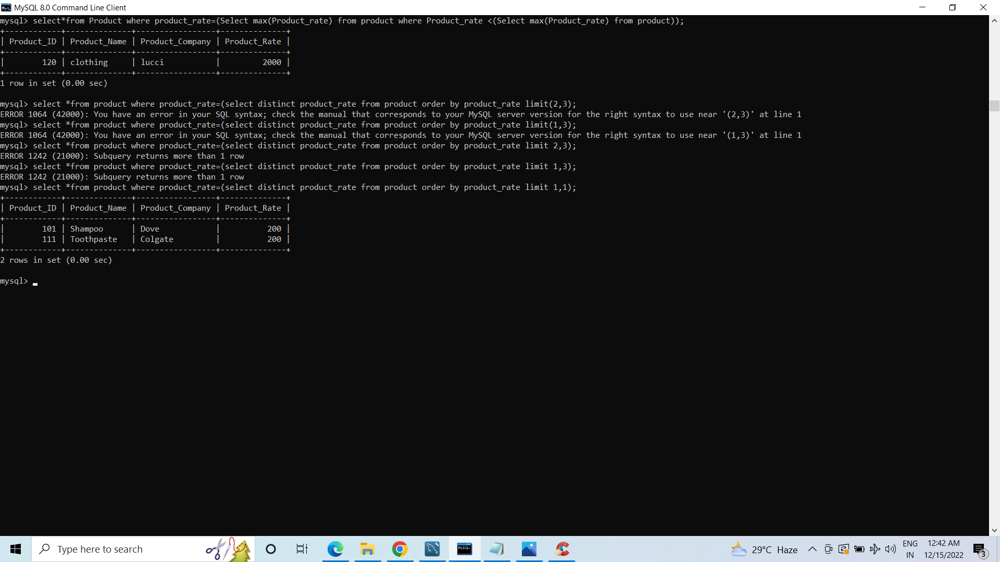 MySQL 8.0 Command Line Client
mysql> select*from Product where product_rate=(Select max(Product_rate) from product where Product_rate <(Select max(Product_rate) from product));
+------------+--------------+-----------------+--------------+
| Product_ID | Product_Name | Product_Company | Product_Rate |
+------------+--------------+-----------------+--------------+
|        120 | clothing     | lucci           |         2000 |
+------------+--------------+-----------------+--------------+
1 row in set (0.00 sec)
mysql> select *from product where product_rate=(select distinct product_rate from product order by product_rate limit(2,3);
ERROR 1064 (42000): You have an error in your SQL syntax; check the manual that corresponds to your MySQL server version for the right syntax to use near '(2,3)' at line 1
mysql> select *from product where product_rate=(select distinct product_rate from product order by product_rate limit(1,3);
ERROR 1064 (42000): You have an error in your SQL syntax; check the manual that corresponds to your MySQL server version for the right syntax to use near '(1,3)' at line 1
mysql> select *from product where product_rate=(select distinct product_rate from product order by product_rate limit 2,3);
ERROR 1242 (21000): Subquery returns more than 1 row
mysql> select *from product where product_rate=(select distinct product_rate from product order by product_rate limit 1,3);
ERROR 1242 (21000): Subquery returns more than 1 row
mysql> select *from product where product_rate=(select distinct product_rate from product order by product_rate limit 1,1);
+------------+--------------+-----------------+--------------+
| Product_ID | Product_Name | Product_Company | Product_Rate |
+------------+--------------+-----------------+--------------+
|        101 | Shampoo      | Dove            |          200 |
|        111 | Toothpaste   | Colgate         |          200 |
+------------+--------------+-----------------+--------------+
2 rows in set (0.00 sec)
mysql> _
Type here to search
29°C Haze
ENG
IN
12:42 AM
12/15/2022
3